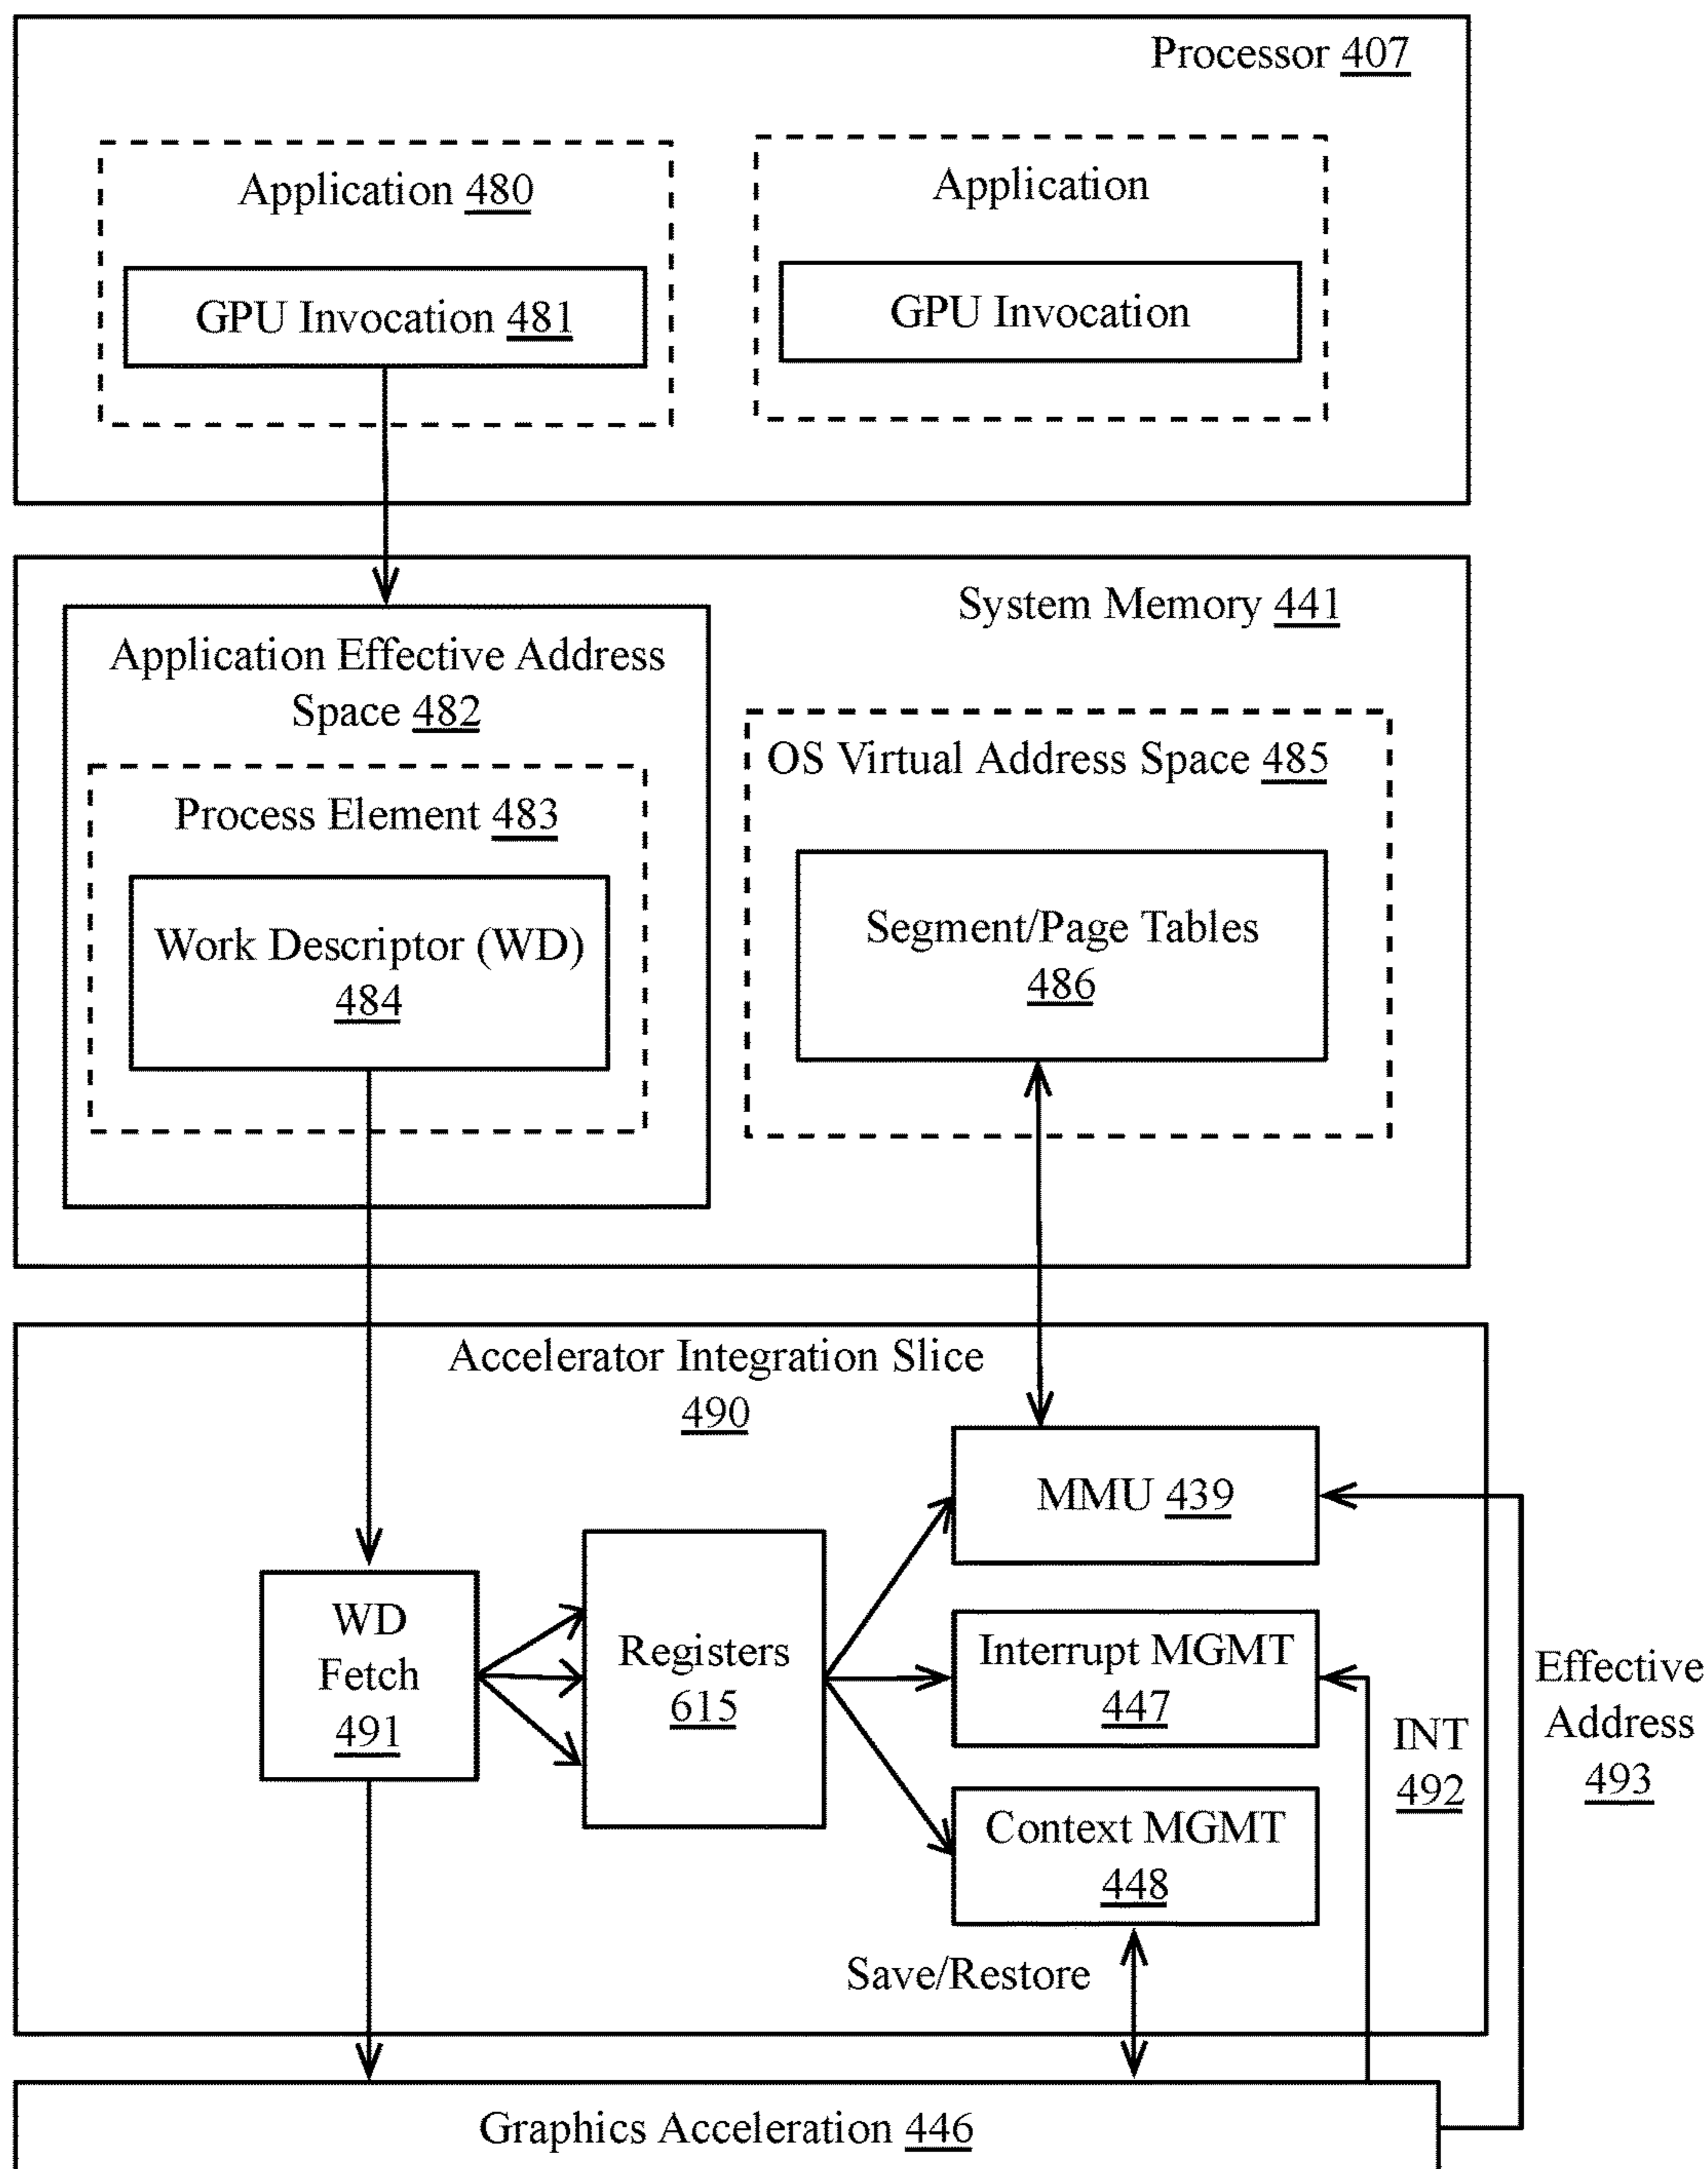 Processor 407
Application 480
Application
GPU Invocation 481
GPU Invocation
System Memory 441
Application Effective Address
Space 482
OS Virtual Address Space 485
Process Element 483
Segment/Page Tables
486
Work Descriptor (WD)
484
Accelerator Integration Slice
490
MMU 439
WD
Fetch
491
Registers
615
Interrupt MGMT
447
Effective
Address
493
INT
492
Context MGMT
448
Save/Restore
Graphics Acceleration 446